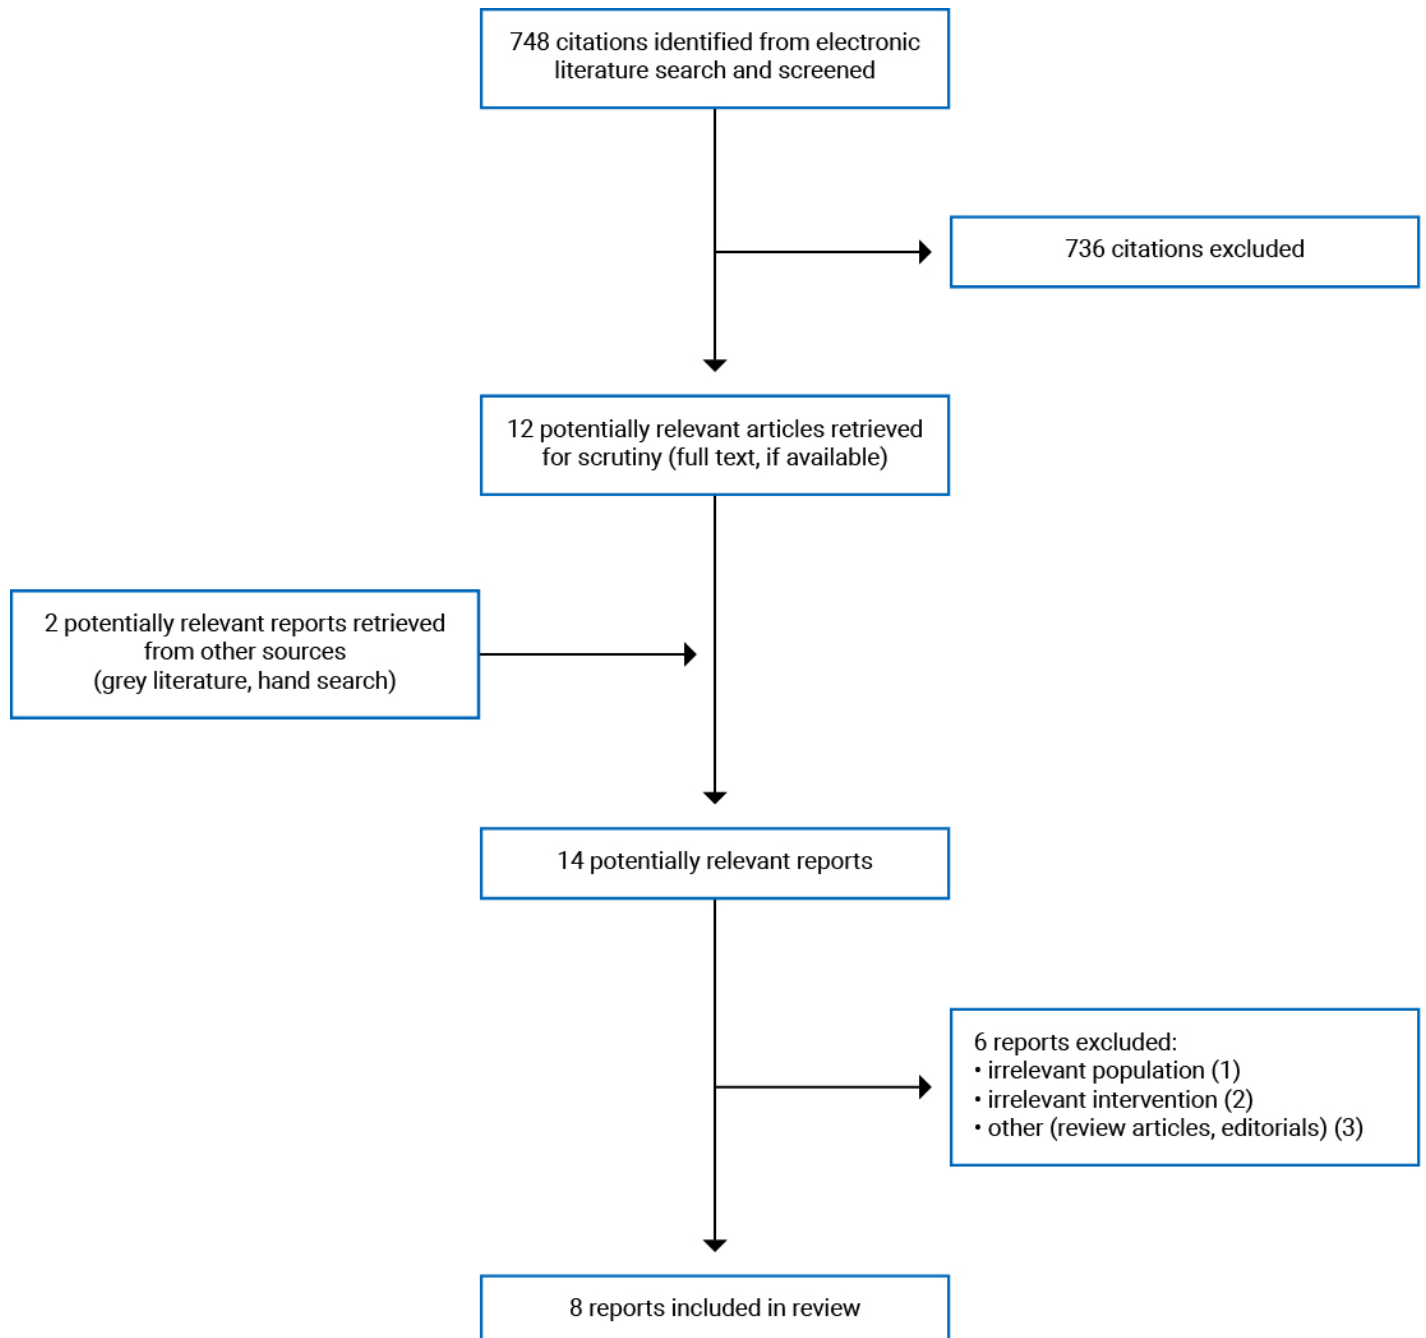 748 citations identified from electronic
literature search and screened
736 citations excluded
12 potentially relevant articles retrieved
for scrutiny (full text, if available)
2 potentially relevant reports retrieved
from other sources
(grey literature, hand search)
14 potentially relevant reports
6 reports excluded:
• irrelevant population (1)
• irrelevant intervention (2)
• other (review articles, editorials) (3)
8 reports included in review